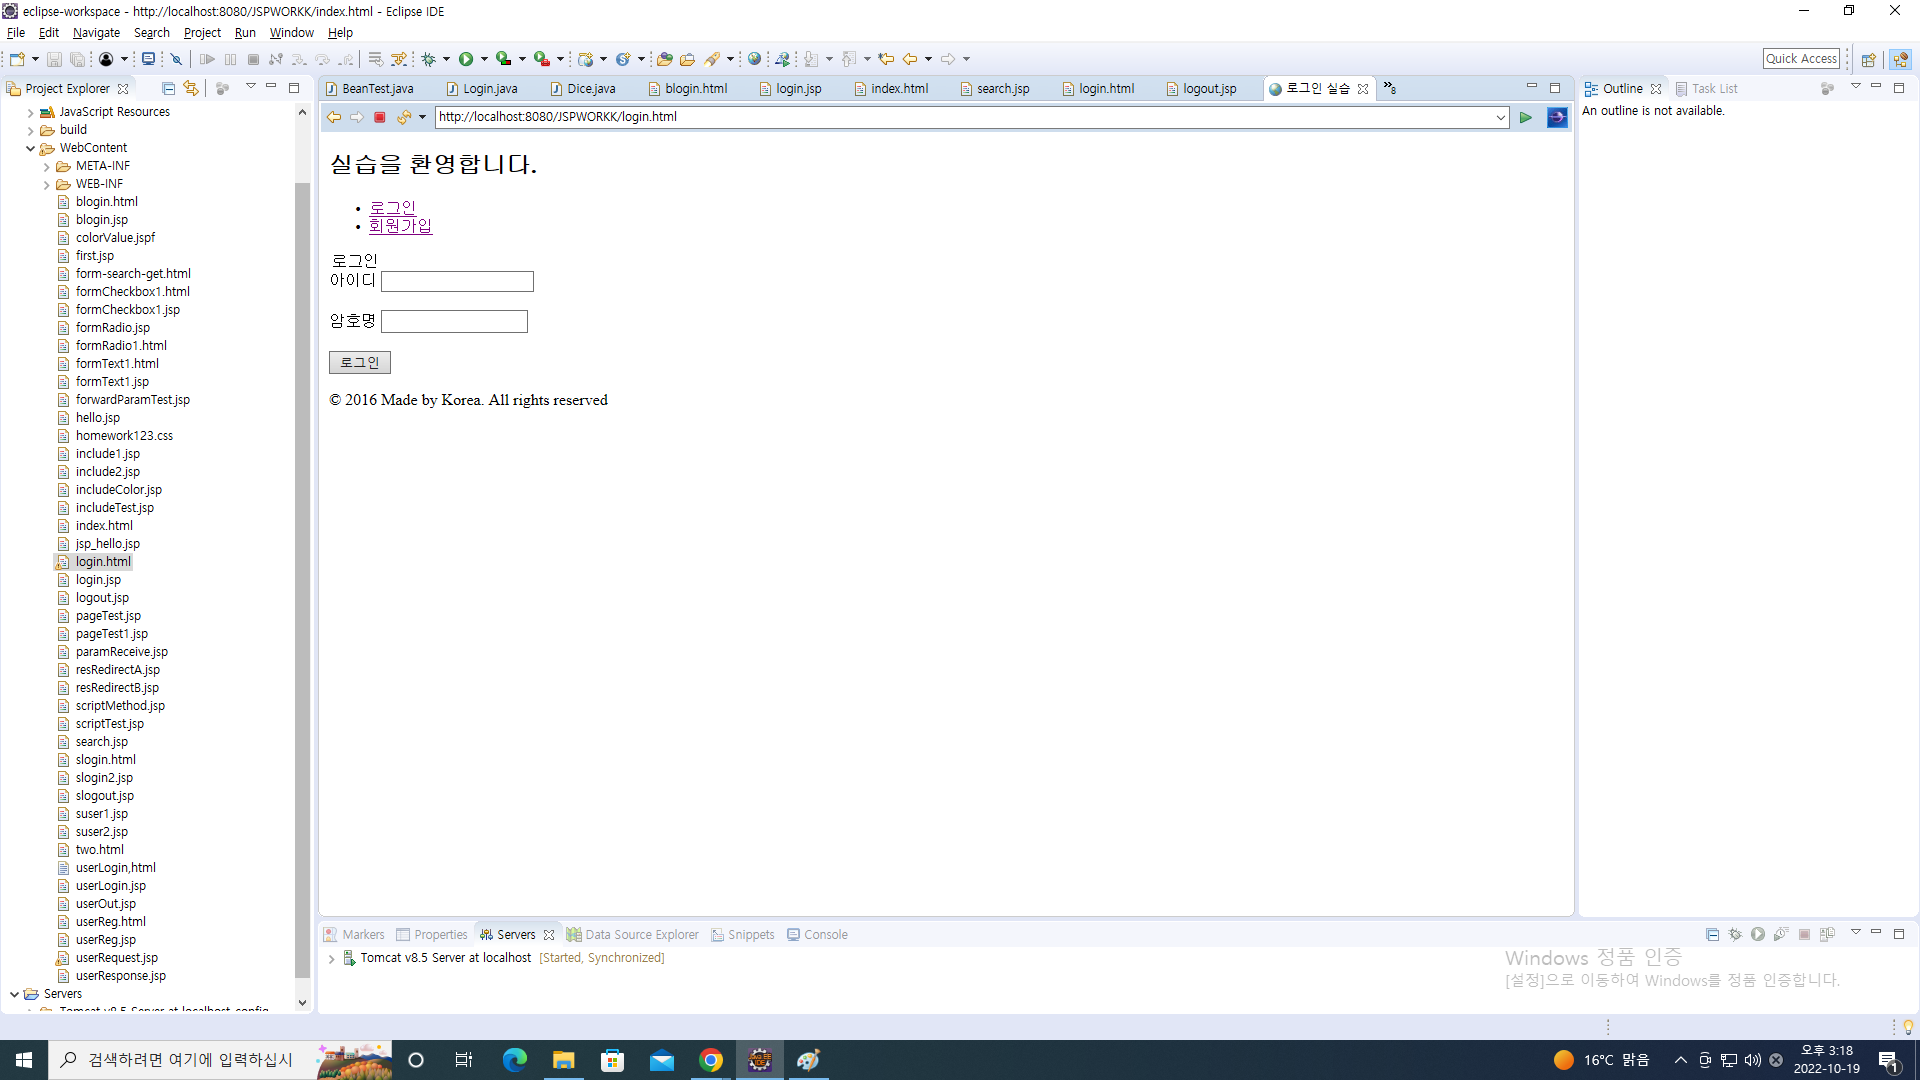 eclipse-workspace - http://localhost:8080/JSPWORKK/index.html - Eclipse IDE
File Edit Navigate Search Project Run Window Help
Quick Access
Project Explorer
JavaScript Resources
build
WebContent
META-INF
WEB-INF
blogin.html
blogin.jsp
colorValue.jspf
first.jsp
form-search-get.html
formCheckbox1.html
formCheckbox1.jsp
formRadio.jsp
formRadio1.html
formText1.html
formText1.jsp
forwardParamTest.jsp
hello.jsp
homework123.css
include1.jsp
include2.jsp
includeColor.jsp
includeTest.jsp
index.html
jsp_hello.jsp
login.html
login.jsp
logout.jsp
pageTest.jsp
pageTest1.jsp
paramReceive.jsp
resRedirectA.jsp
resRedirectB.jsp
scriptMethod.jsp
scriptTest.jsp
search.jsp
slogin.html
slogin2.jsp
slogout.jsp
suser1.jsp
suser2.jsp
two.html
userLogin,html
userLogin.jsp
userOut.jsp
userReg.html
userReg.jsp
userRequest.jsp
userResponse.jsp
Servers
Tomcat v8.5 Server at localhost-config
BeanTest.java Login.java Dice.java blogin.html login.jsp index.html search.jsp login.html logout.jsp 로그인 실습 »8
http://localhost:8080/JSPWORKK/login.html
실습을 환영합니다.
• 로그인
• 회원가입
로그인
아이디
암호명
로그인
© 2016 Made by Korea. All rights reserved
Outline Task List
An outline is not available.
Markers Properties Servers Data Source Explorer Snippets Console
Tomcat v8.5 Server at localhost [Started, Synchronized]
Windows 정품 인증
[설정]으로 이동하여 Windows를 정품 인증합니다.
검색하려면 여기에 입력하십시
16°C 맑음
오후 3:18
2022-10-19
1